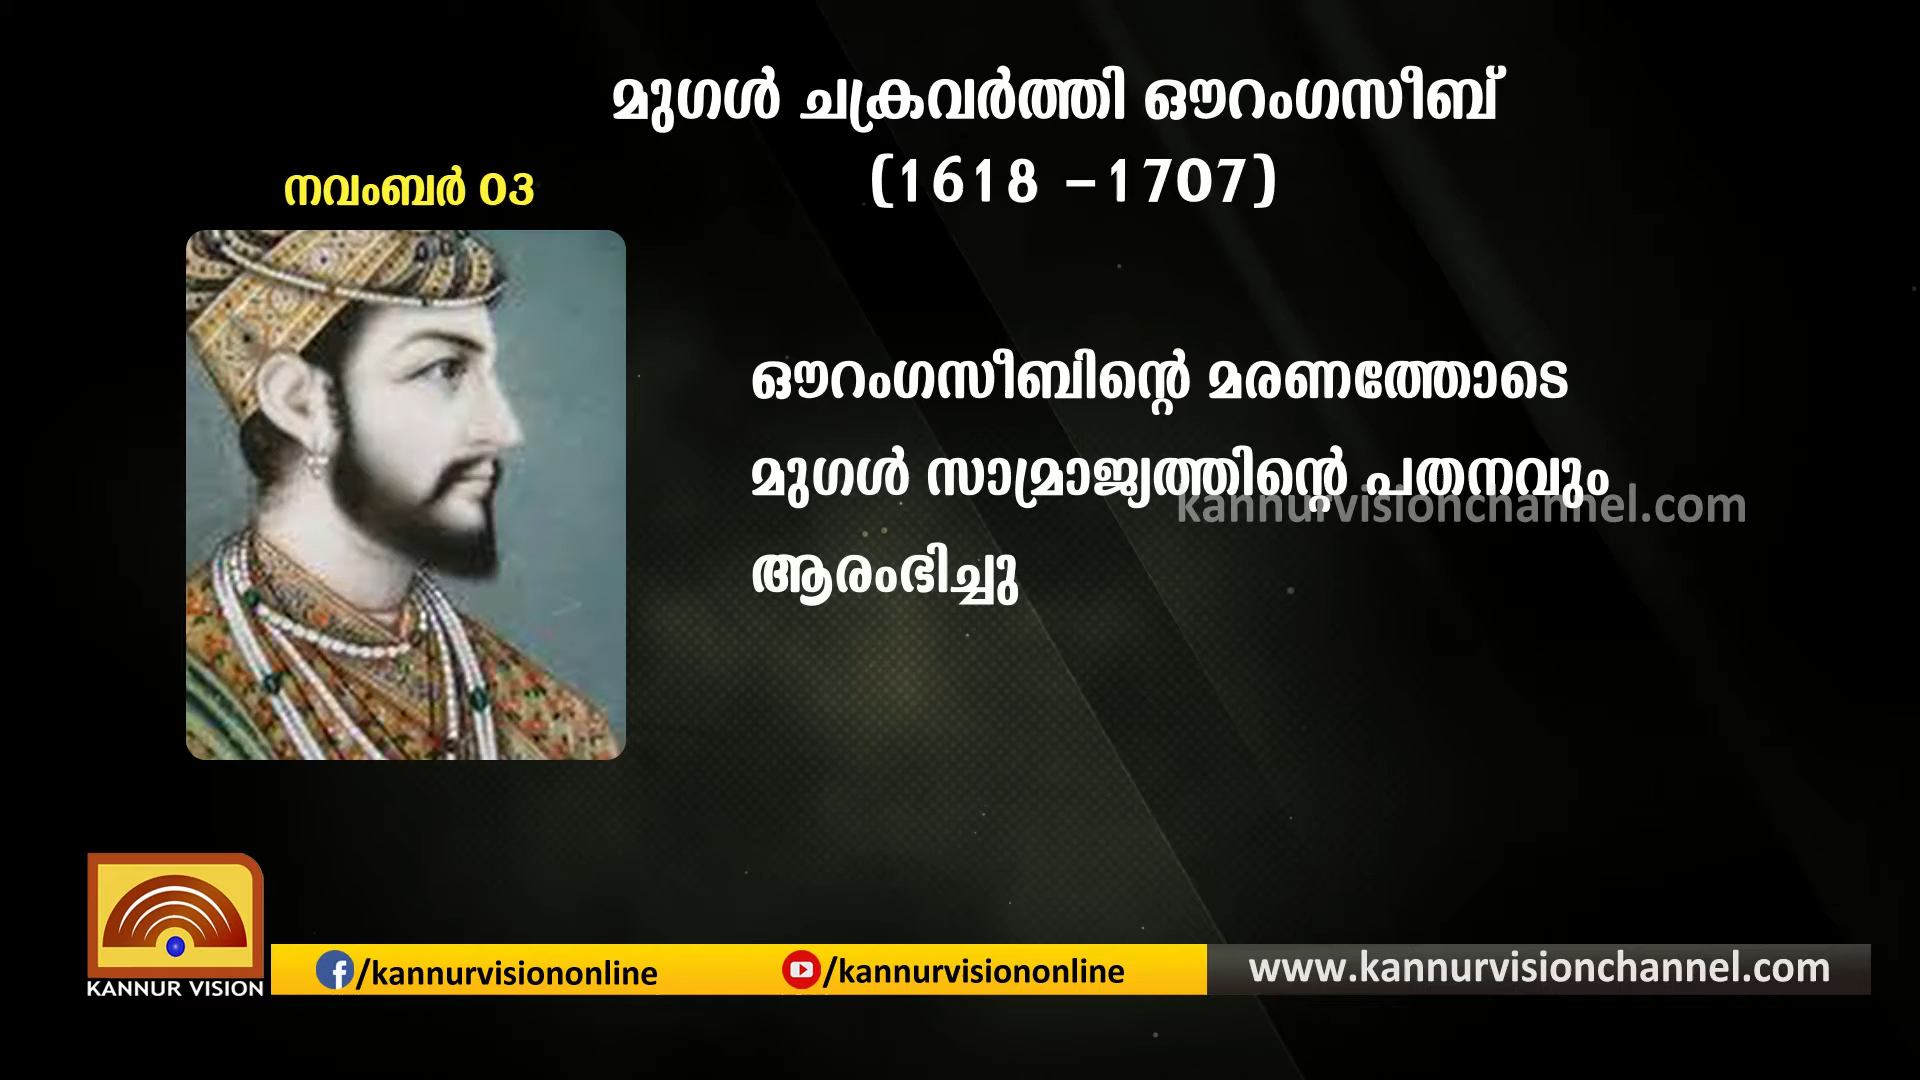 മുഗൾ ചക്രവർത്തി ഔറംഗസീബ്
(1618 -1707)
നവംബർ 03
ഔറംഗസീബിന്റെ മരണത്തോടെ
മുഗൾ സാമ്രാജ്യത്തിന്റെ പതനവും
kannurvisionchannel.com
ആരംഭിച്ചു
KANNUR VISION
/kannurvisiononline
/kannurvisiononline
www.kannurvisionchannel.com